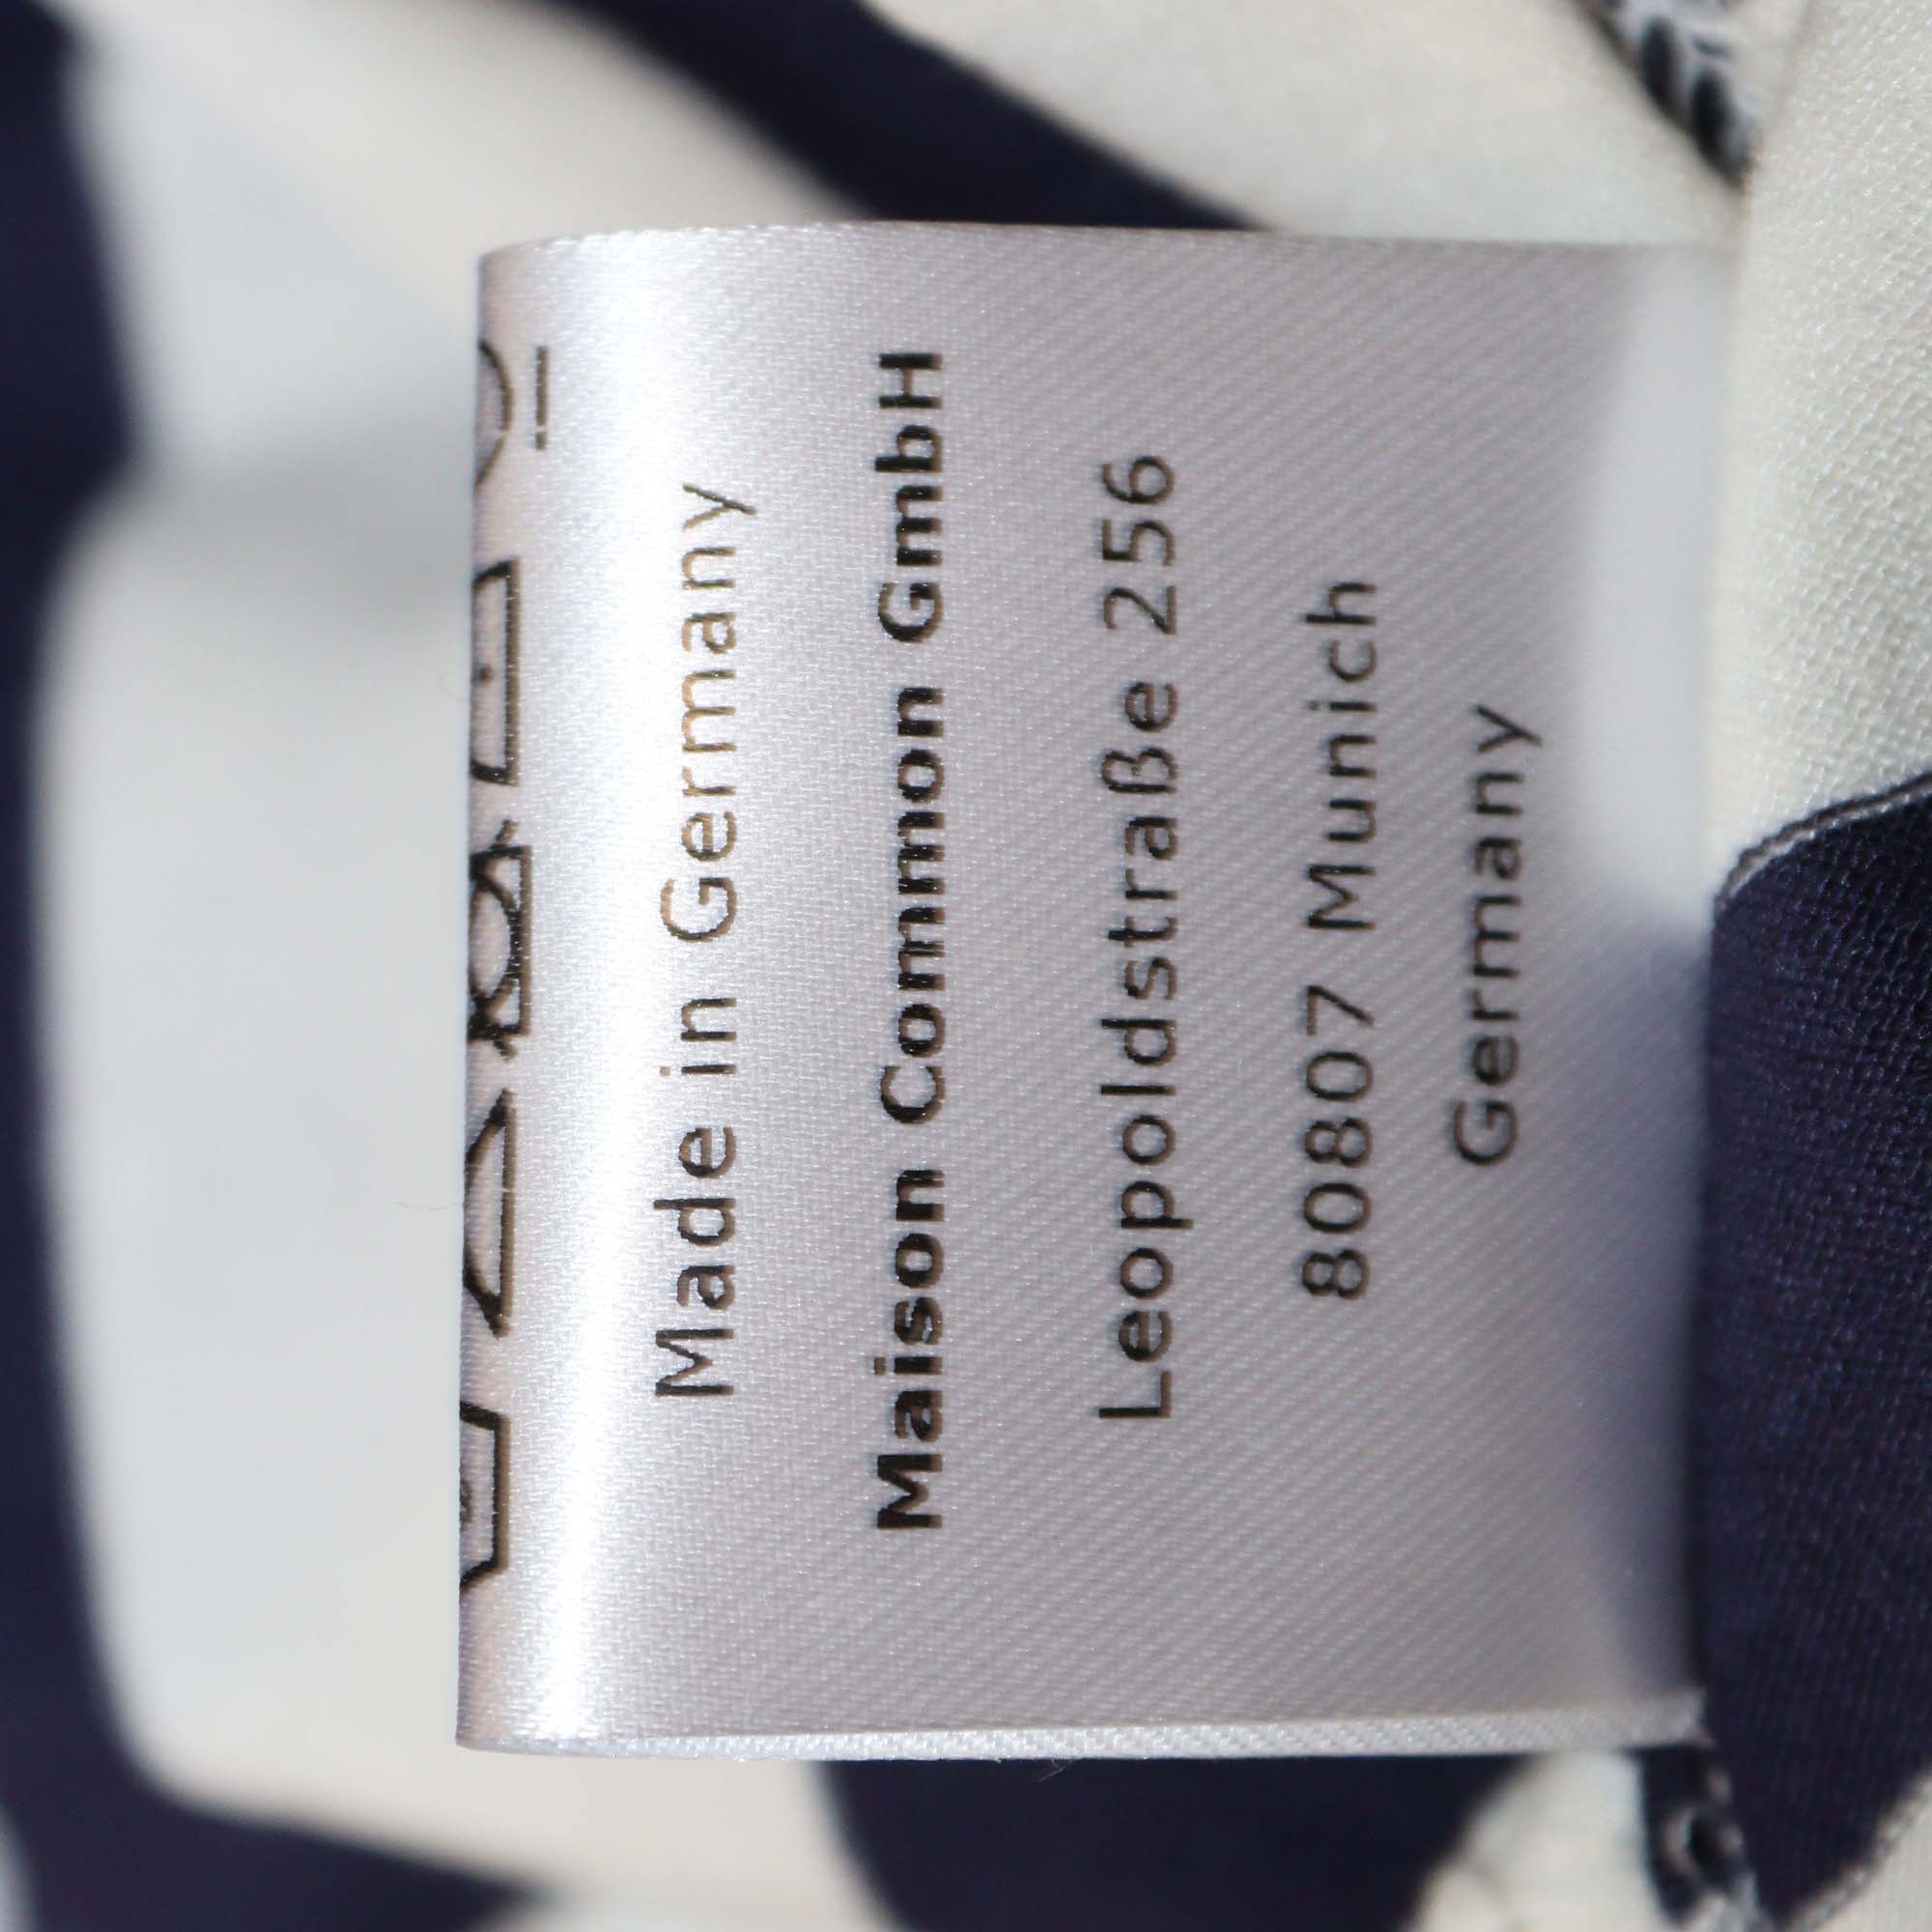 Made in Germany
Maison Common GmbH
Leopoldstraße 256
80807 Munich
Germany